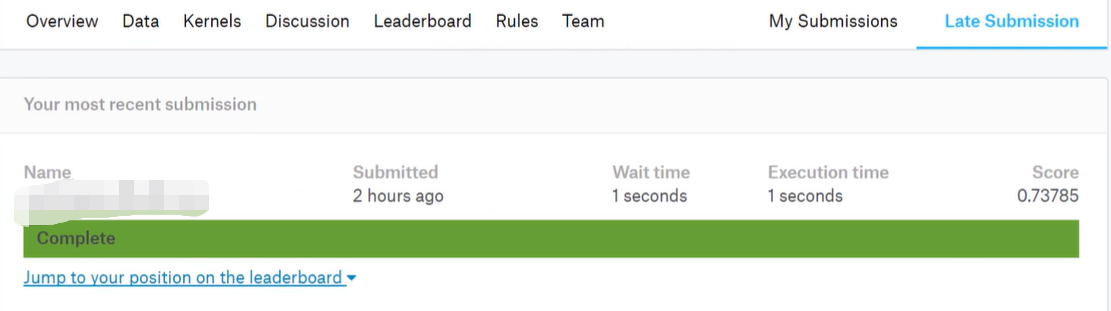 Overview Data Kernels Discussion Leaderboard Rules Team My Submissions Late Submission
Your most recent submission
Name Submitted Wait time Execution time Score
2 hours ago 1 seconds 1 seconds 0.73785
Complete
Jump to your position on the leaderboard